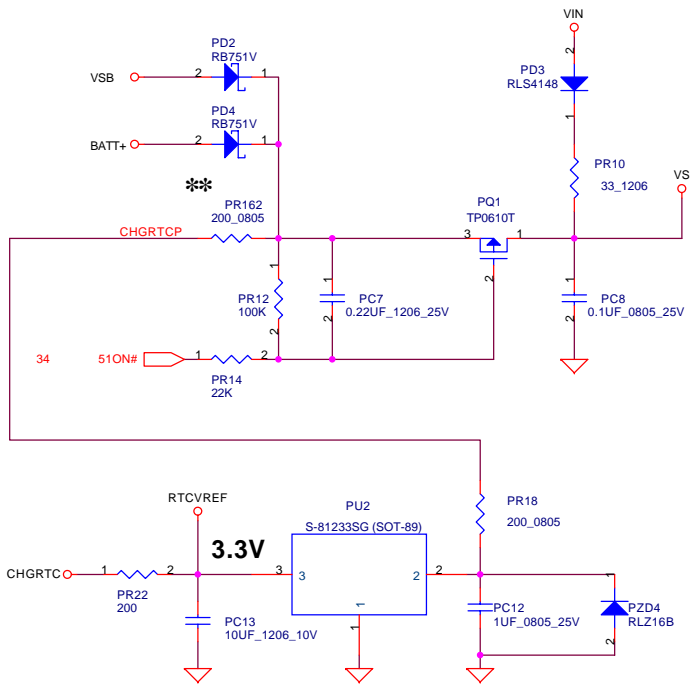 VIN
2
PD2
RB751V
VSB
2
1
PD3
RLS4148
1
PD4
RB751V
BATT+
2
1
**
PR10
33_1206
VS
PR162
200_0805
CHGRTCP
PQ1
TP0610T
3
1
2
1
PR12
100K
2
1
PC7
0.22UF_1206_25V
2
1
PC8
0.1UF_0805_25V
2
34
51ON#
1
2
PR14
22K
RTCVREF
PU2
S-81233SG (SOT-89)
PR18
200_0805
3.3V
CHGRTC
1
2
PR22
200
3
3
2
2
1
1
PC13
10UF_1206_10V
PC12
1UF_0805_25V
1
PZD4
RLZ16B
2